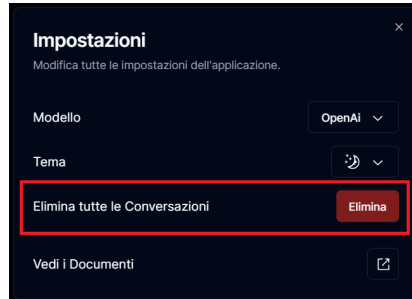 Impostazioni
Modifica tutte le impostazioni dell'applicazione.
Modello
OpenAi
Tema
Elimina tutte le Conversazioni
Elimina
Vedi i Documenti